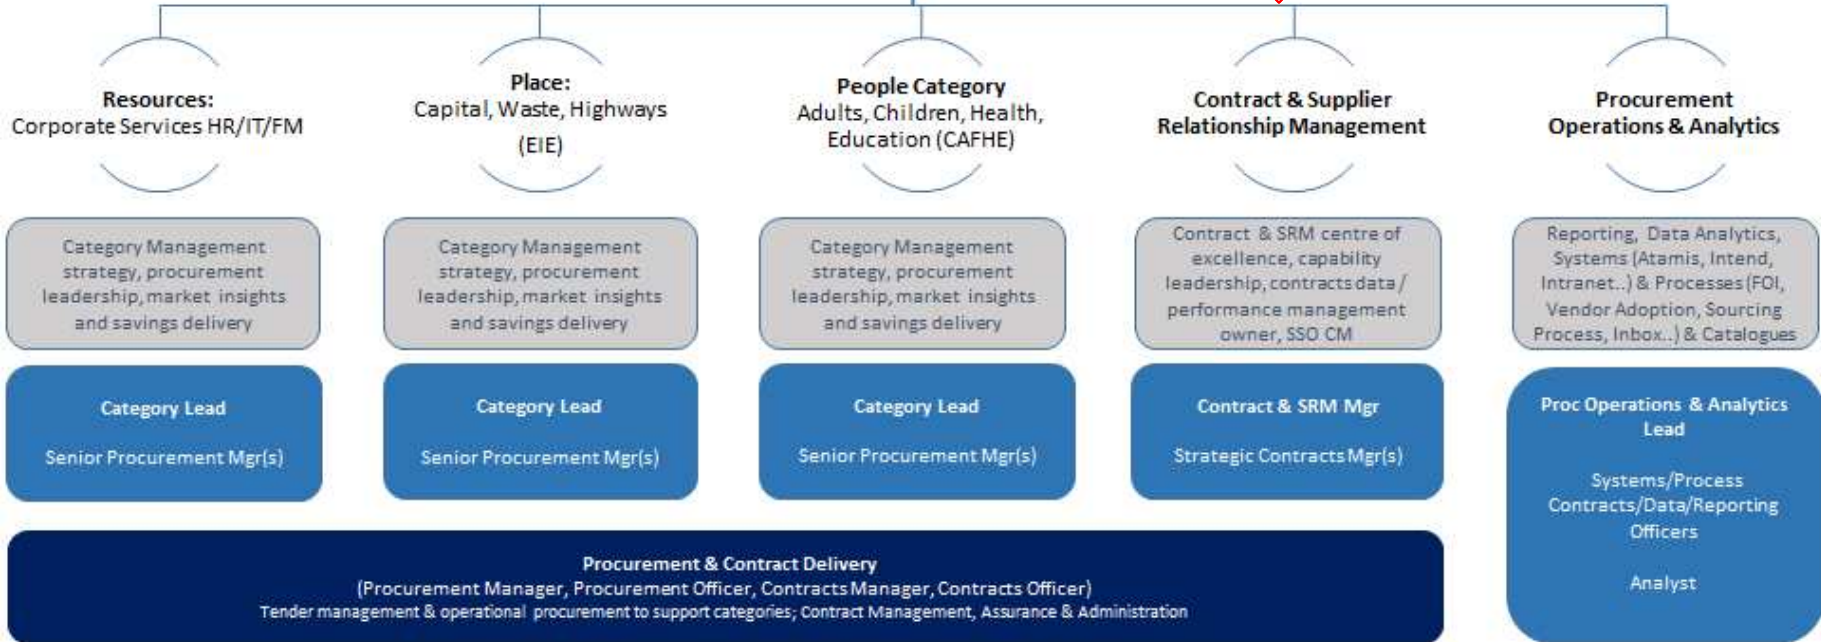 Resources:
Corporate Services HR/IT/FM
Place:
Capital, Waste, Highways
(EIE)
People Category
Adults, Children, Health,
Education (CAFHE)
Contract & Supplier
Relationship Management
Procurement
Operations & Analytics
Category Management
strategy, procurement
leadership, market insights
and savings delivery
Category Management
strategy, procurement
leadership, market insights
and savings delivery
Category Management
strategy, procurement
leadership, market insights
and savings delivery
Contract & SRM centre of
excellence, capability
leadership, contracts data /
performance management
owner, SSO CM
Reporting, Data Analytics,
Systems (Atamis, Intend,
Intranet..) & Processes (FOI,
Vendor Adoption, Sourcing
Process, Inbox..) & Catalogues
Category Lead
Senior Procurement Mgr(s)
Category Lead
Senior Procurement Mgr(s)
Category Lead
Senior Procurement Mgr(s)
Contract & SRM Mgr
Strategic Contracts Mgr(s)
Proc Operations & Analytics
Lead
Systems/Process
Contracts/Data/Reporting
Officers
Analyst
Procurement & Contract Delivery
(Procurement Manager, Procurement Officer, Contracts Manager, Contracts Officer)
Tender management & operational procurement to support categories; Contract Management, Assurance & Administration